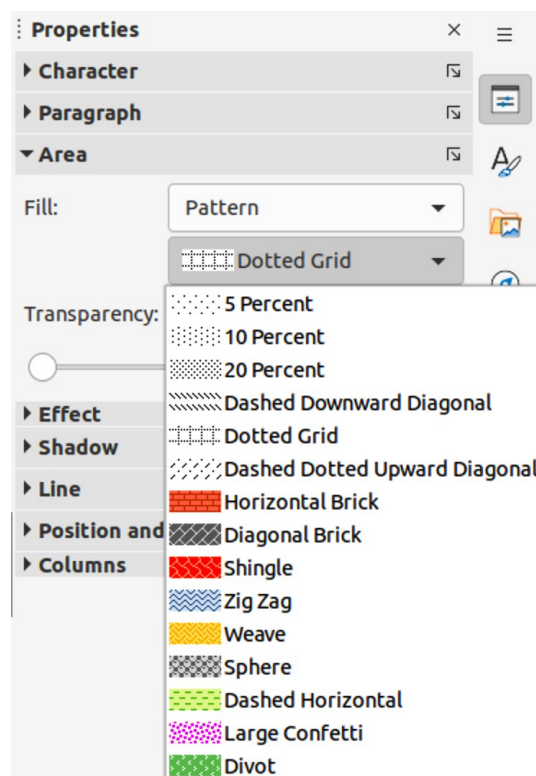 Properties
Character
Paragraph
Area
Fill:
Pattern
Dotted Grid
Transparency:
5 Percent
10 Percent
20 Percent
Dashed Downward Diagonal
Dotted Grid
Dashed Dotted Upward Diagonal
Horizontal Brick
Diagonal Brick
Shingle
Zig Zag
Weave
Sphere
Dashed Horizontal
Large Confetti
Divot
Effect
Shadow
Line
Position and
Columns